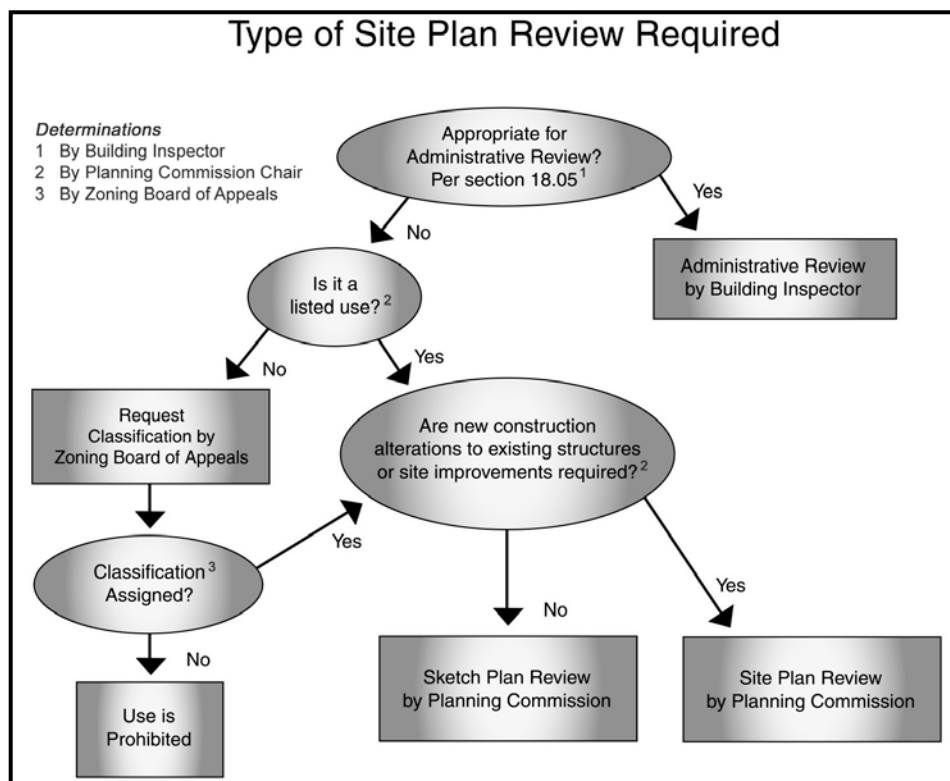 Type of Site Plan Review Required
Determinations
1 By Building Inspector
2 By Planning Commission Chair
3 By Zoning Board of Appeals
Appropriate for
Administrative Review?
Per section 18.05 1
Yes
No
Administrative Review
by Building Inspector
Is it a
listed use? 2
No
Yes
Request
Classification by
Zoning Board of Appeals
Are new construction
alterations to existing structures
or site improvements required? 2
Yes
Classification 3
Assigned?
No
Yes
No
Sketch Plan Review
by Planning Commission
Site Plan Review
by Planning Commission
Use is
Prohibited